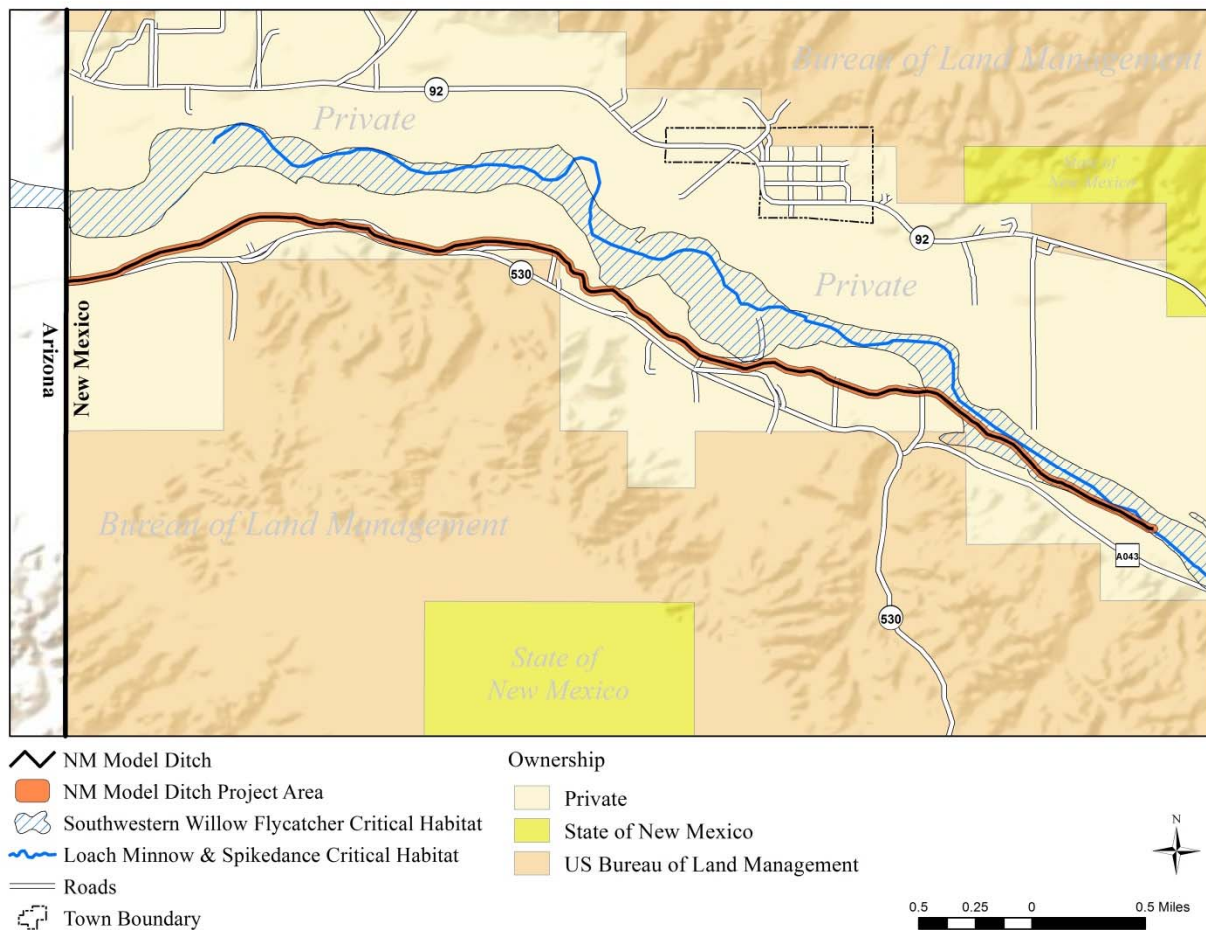 Bureau of Land Management
92
Private
State of
New Mexico
92
530
Private
Arizona
New Mexico
Bureau of Land Management
A043
530
State of
New Mexico
NM Model Ditch
NM Model Ditch Project Area
Southwestern Willow Flycatcher Critical Habitat
Loach Minnow & Spikedance Critical Habitat
Roads
Town Boundary
Ownership
Private
State of New Mexico
US Bureau of Land Management
N
0.5 0.25 0 0.5 Miles